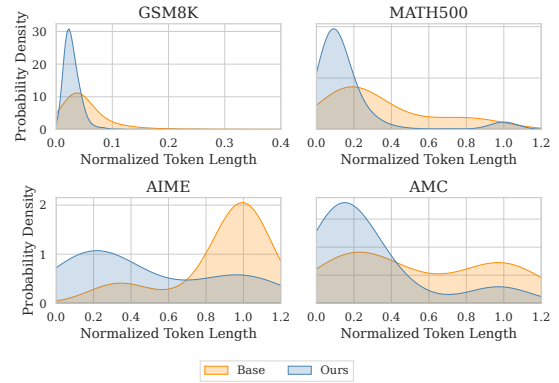 GSM8K
MATH500
Probability Density
30
20
10
0
0.0 0.1 0.2 0.3 0.4
0.0 0.2 0.4 0.6 0.8 1.0 1.2
Normalized Token Length
Normalized Token Length
AIME
AMC
Probability Density
2
1
0
0.0 0.2 0.4 0.6 0.8 1.0 1.2
0.0 0.2 0.4 0.6 0.8 1.0 1.2
Normalized Token Length
Normalized Token Length
Base
Ours